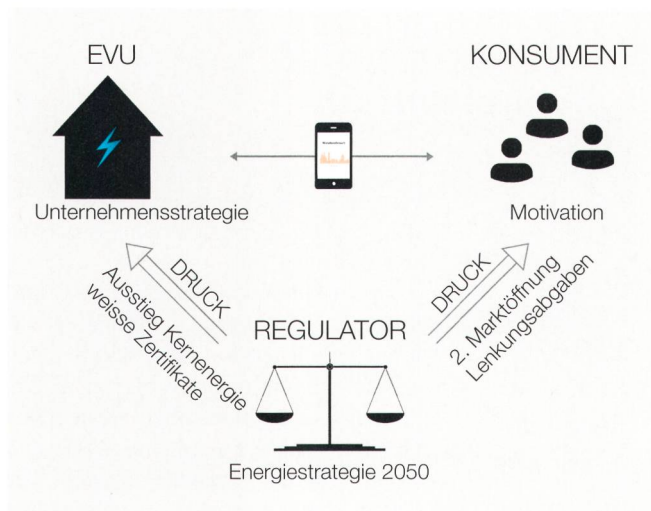 EVU
KONSUMENT
Unternehmensstrategie
Motivation
DRUCK
Ausstieg Kernenergie
weisse Zertifikate
DRUCK
2. Marktöffnung
Lenkungsabgaben
REGULATOR
Energiestrategie 2050